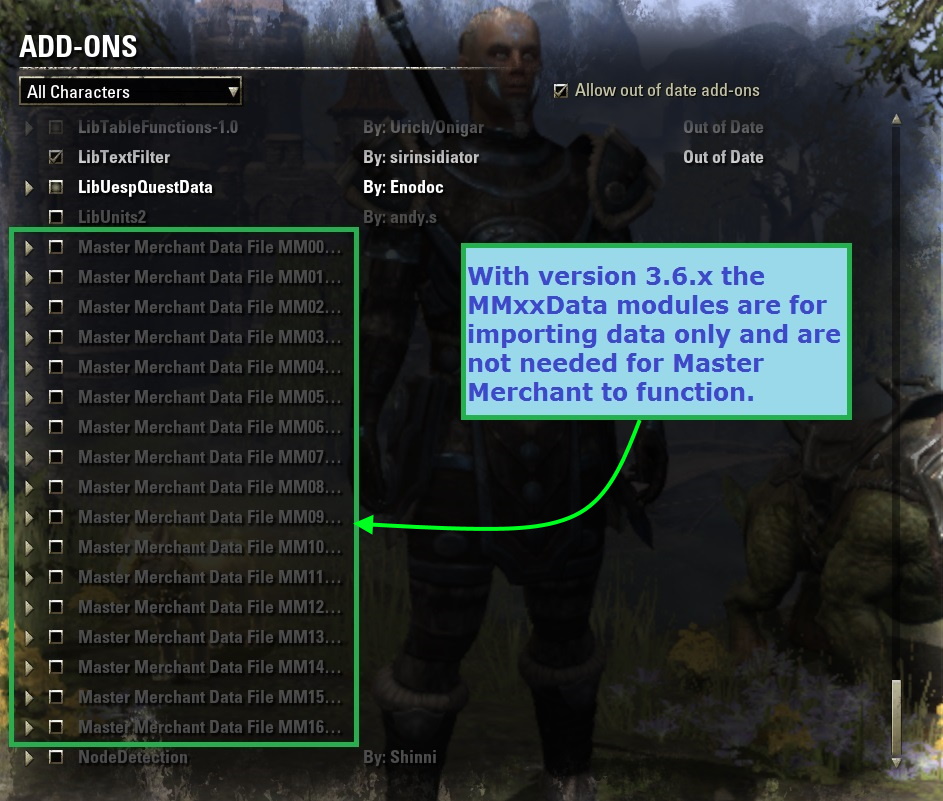 ADD-ONS
All Characters
Allow out of date add-ons
LibTableFunctions-1.0 By: Urich/Onigar Out of Date
LibTextFilter By: sirinsidiator Out of Date
LibUespQuestData By: Enodoc
LibUnits2 By: andy.s
Master Merchant Data File MM00...
Master Merchant Data File MM01...
Master Merchant Data File MM02...
Master Merchant Data File MM03...
Master Merchant Data File MM04...
Master Merchant Data File MM05...
Master Merchant Data File MM06...
Master Merchant Data File MM07...
Master Merchant Data File MM08...
Master Merchant Data File MM09...
Master Merchant Data File MM10...
Master Merchant Data File MM11...
Master Merchant Data File MM12...
Master Merchant Data File MM13...
Master Merchant Data File MM14...
Master Merchant Data File MM15...
Master Merchant Data File MM16...
NodeDetection By: Shinni
With version 3.6.x the
MMxxData modules are for
importing data only and are
not needed for Master
Merchant to function.